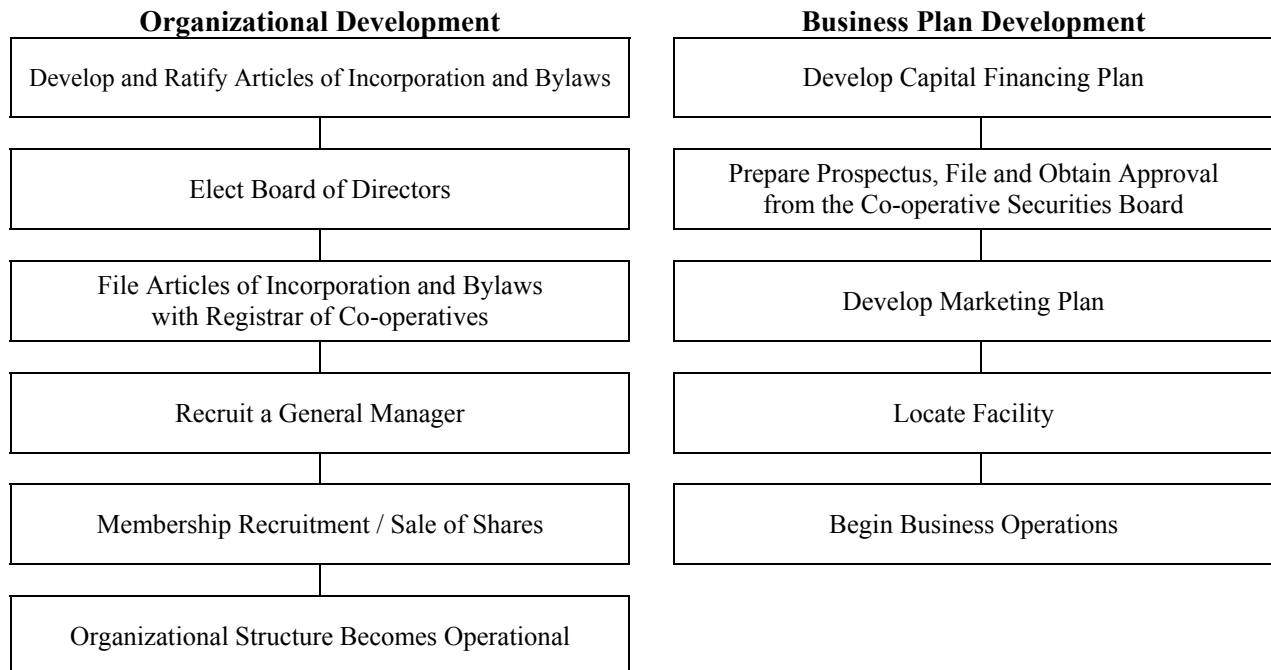 Organizational Development
Develop and Ratify Articles of Incorporation and Bylaws
Elect Board of Directors
File Articles of Incorporation and Bylaws
with Registrar of Co-operatives
Recruit a General Manager
Membership Recruitment / Sale of Shares
Organizational Structure Becomes Operational
Business Plan Development
Develop Capital Financing Plan
Prepare Prospectus, File and Obtain Approval
from the Co-operative Securities Board
Develop Marketing Plan
Locate Facility
Begin Business Operations